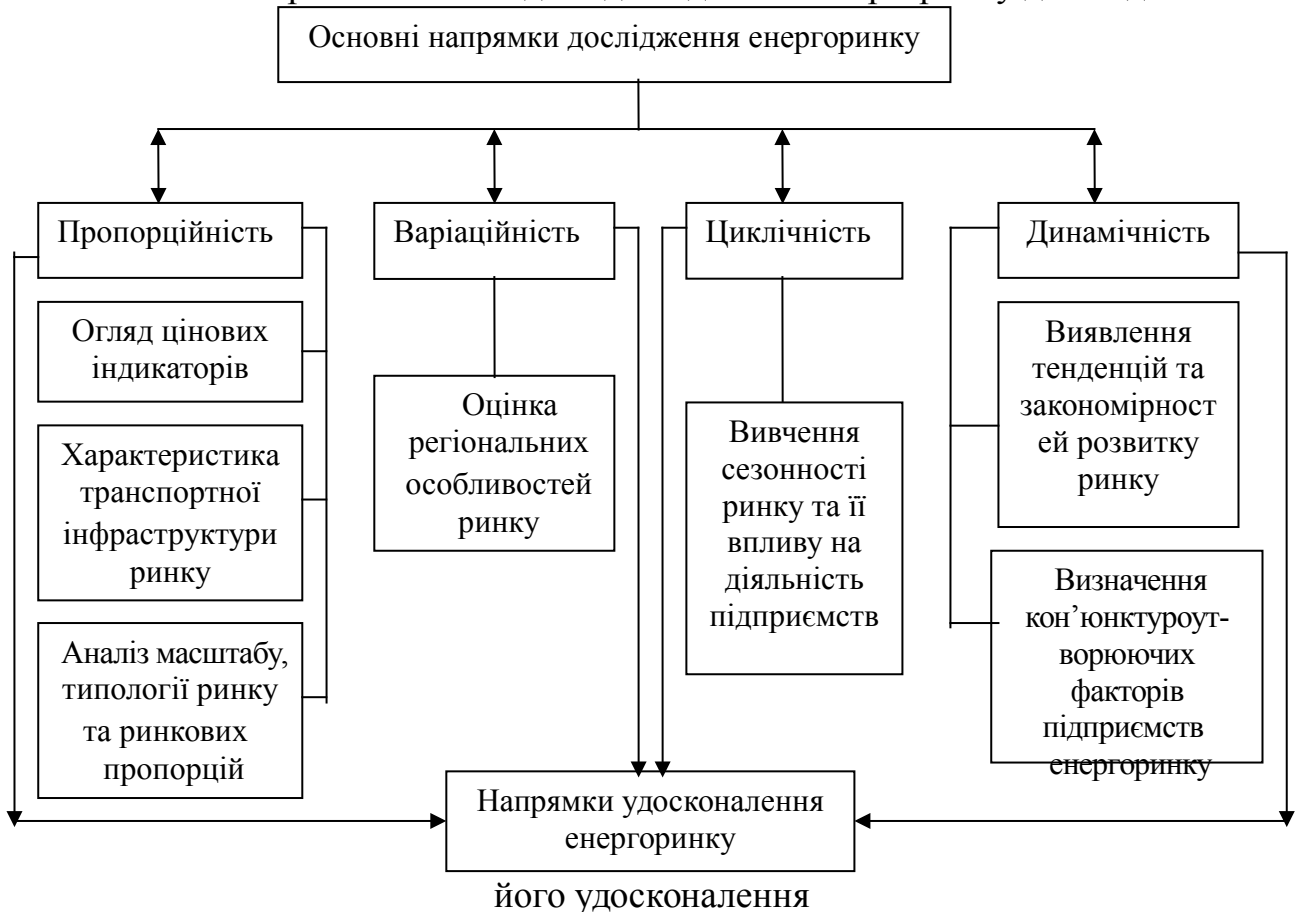 Основні напрямки дослідження енергоринку
Пропорційність
Варіаційність
Циклічність
Динамічність
Огляд цінових
індикаторів
Характеристика
транспортної
інфраструктури
ринку
Аналіз масштабу,
типології ринку
та ринкових
пропорцій
Оцінка
регіональних
особливостей
ринку
Вивчення
сезонності
ринку та її
впливу на
діяльність
підприємств
Виявлення
тенденцій та
закономірност
ей розвитку
ринку
Визначення
кон’юнктуроут-
ворюючих
факторів
підприємств
енергоринку
Напрямки удосконалення
енергоринку
його удосконалення